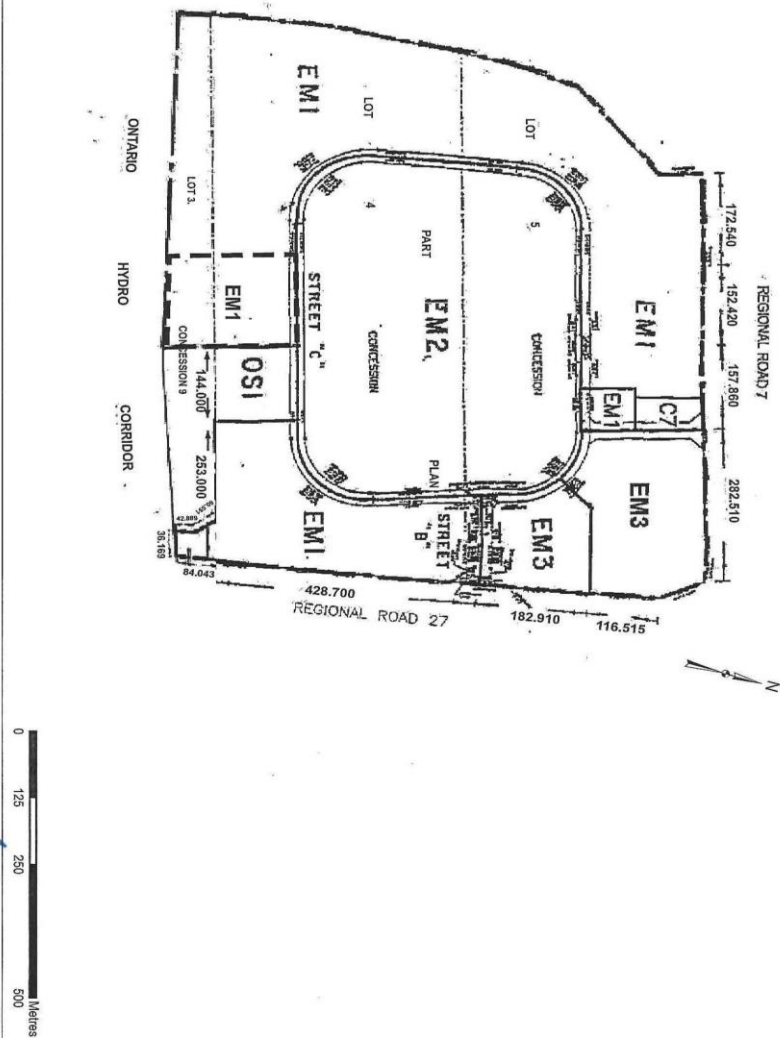 REGIONAL ROAD 7
172.540
152.420
157.860
282.510
EM1
LOT
LOT
EM1
EM1
C7
EM3
5
4
PART
CONCESSION
EM2
CONCESSION
PLAN
EM3
STREET
"B"
STREET "C"
LOT 3,
EM1
OS1
EM1
CONCESSION 9
144.000
253.000
42.889
36.169
84.043
428.700
REGIONAL ROAD 27
182.910
116.515
ONTARIO
HYDRO
CORRIDOR
N
0
125
250
500
Metres